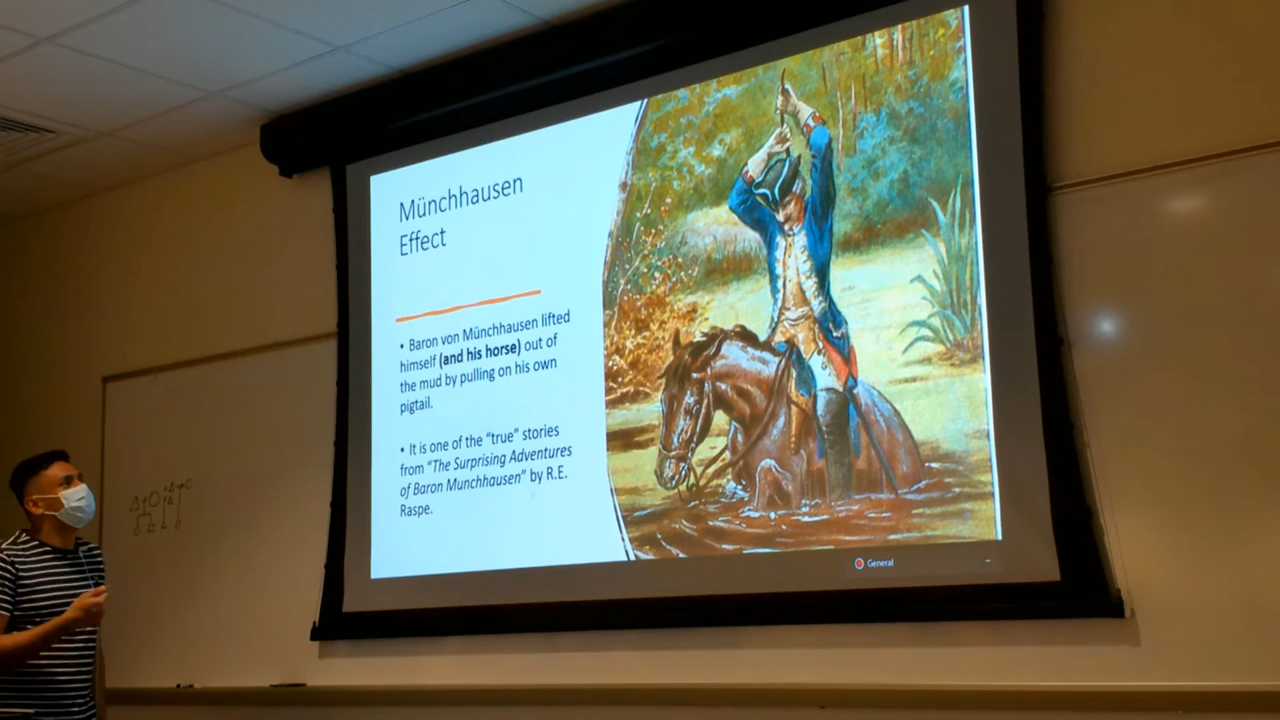 Münchhausen
Effect
• Baron von Münchhausen lifted
himself (and his horse) out of
the mud by pulling on his own
pigtail.
• It is one of the "true" stories
from "The Surprising Adventures
of Baron Munchhausen" by R.E.
Raspe.
General